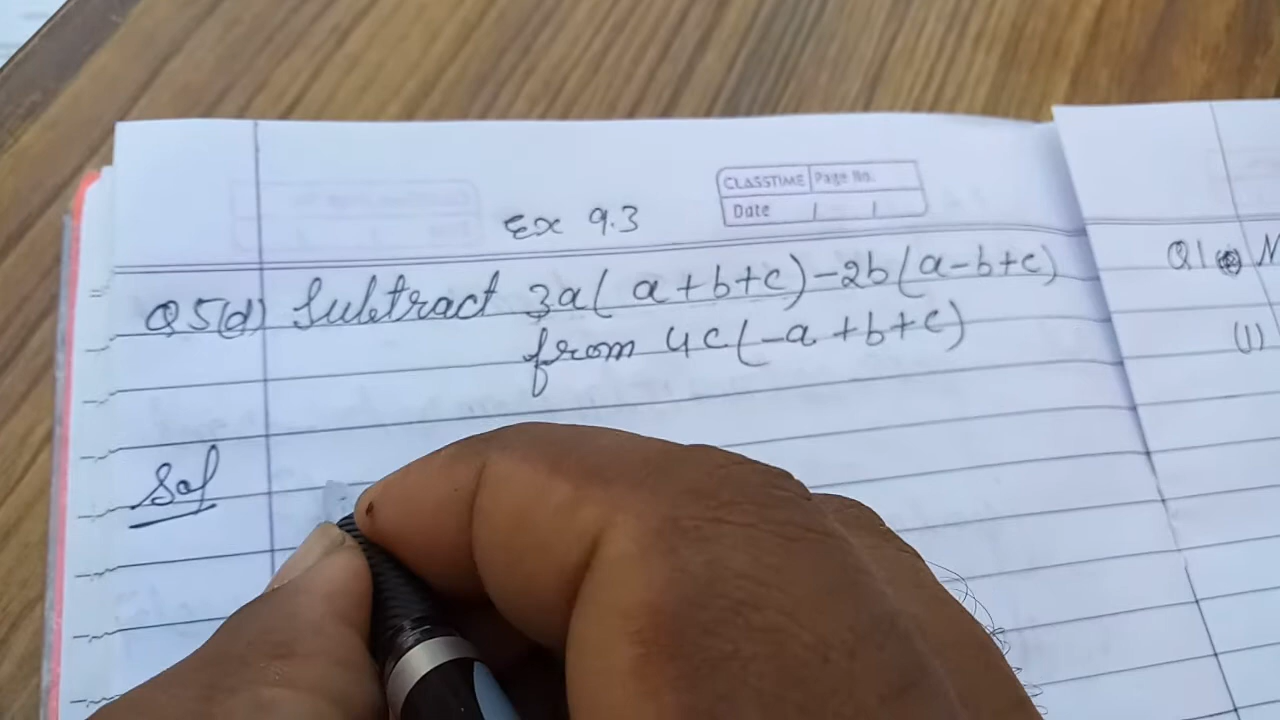 CLASSTIME Page No.
Date / /
Ex 9.3
Q5(d) Subtract 3a(a+b+c)-2b(a-b+c)
from 4c(-a+b+c)
Sol
Q1
(1)